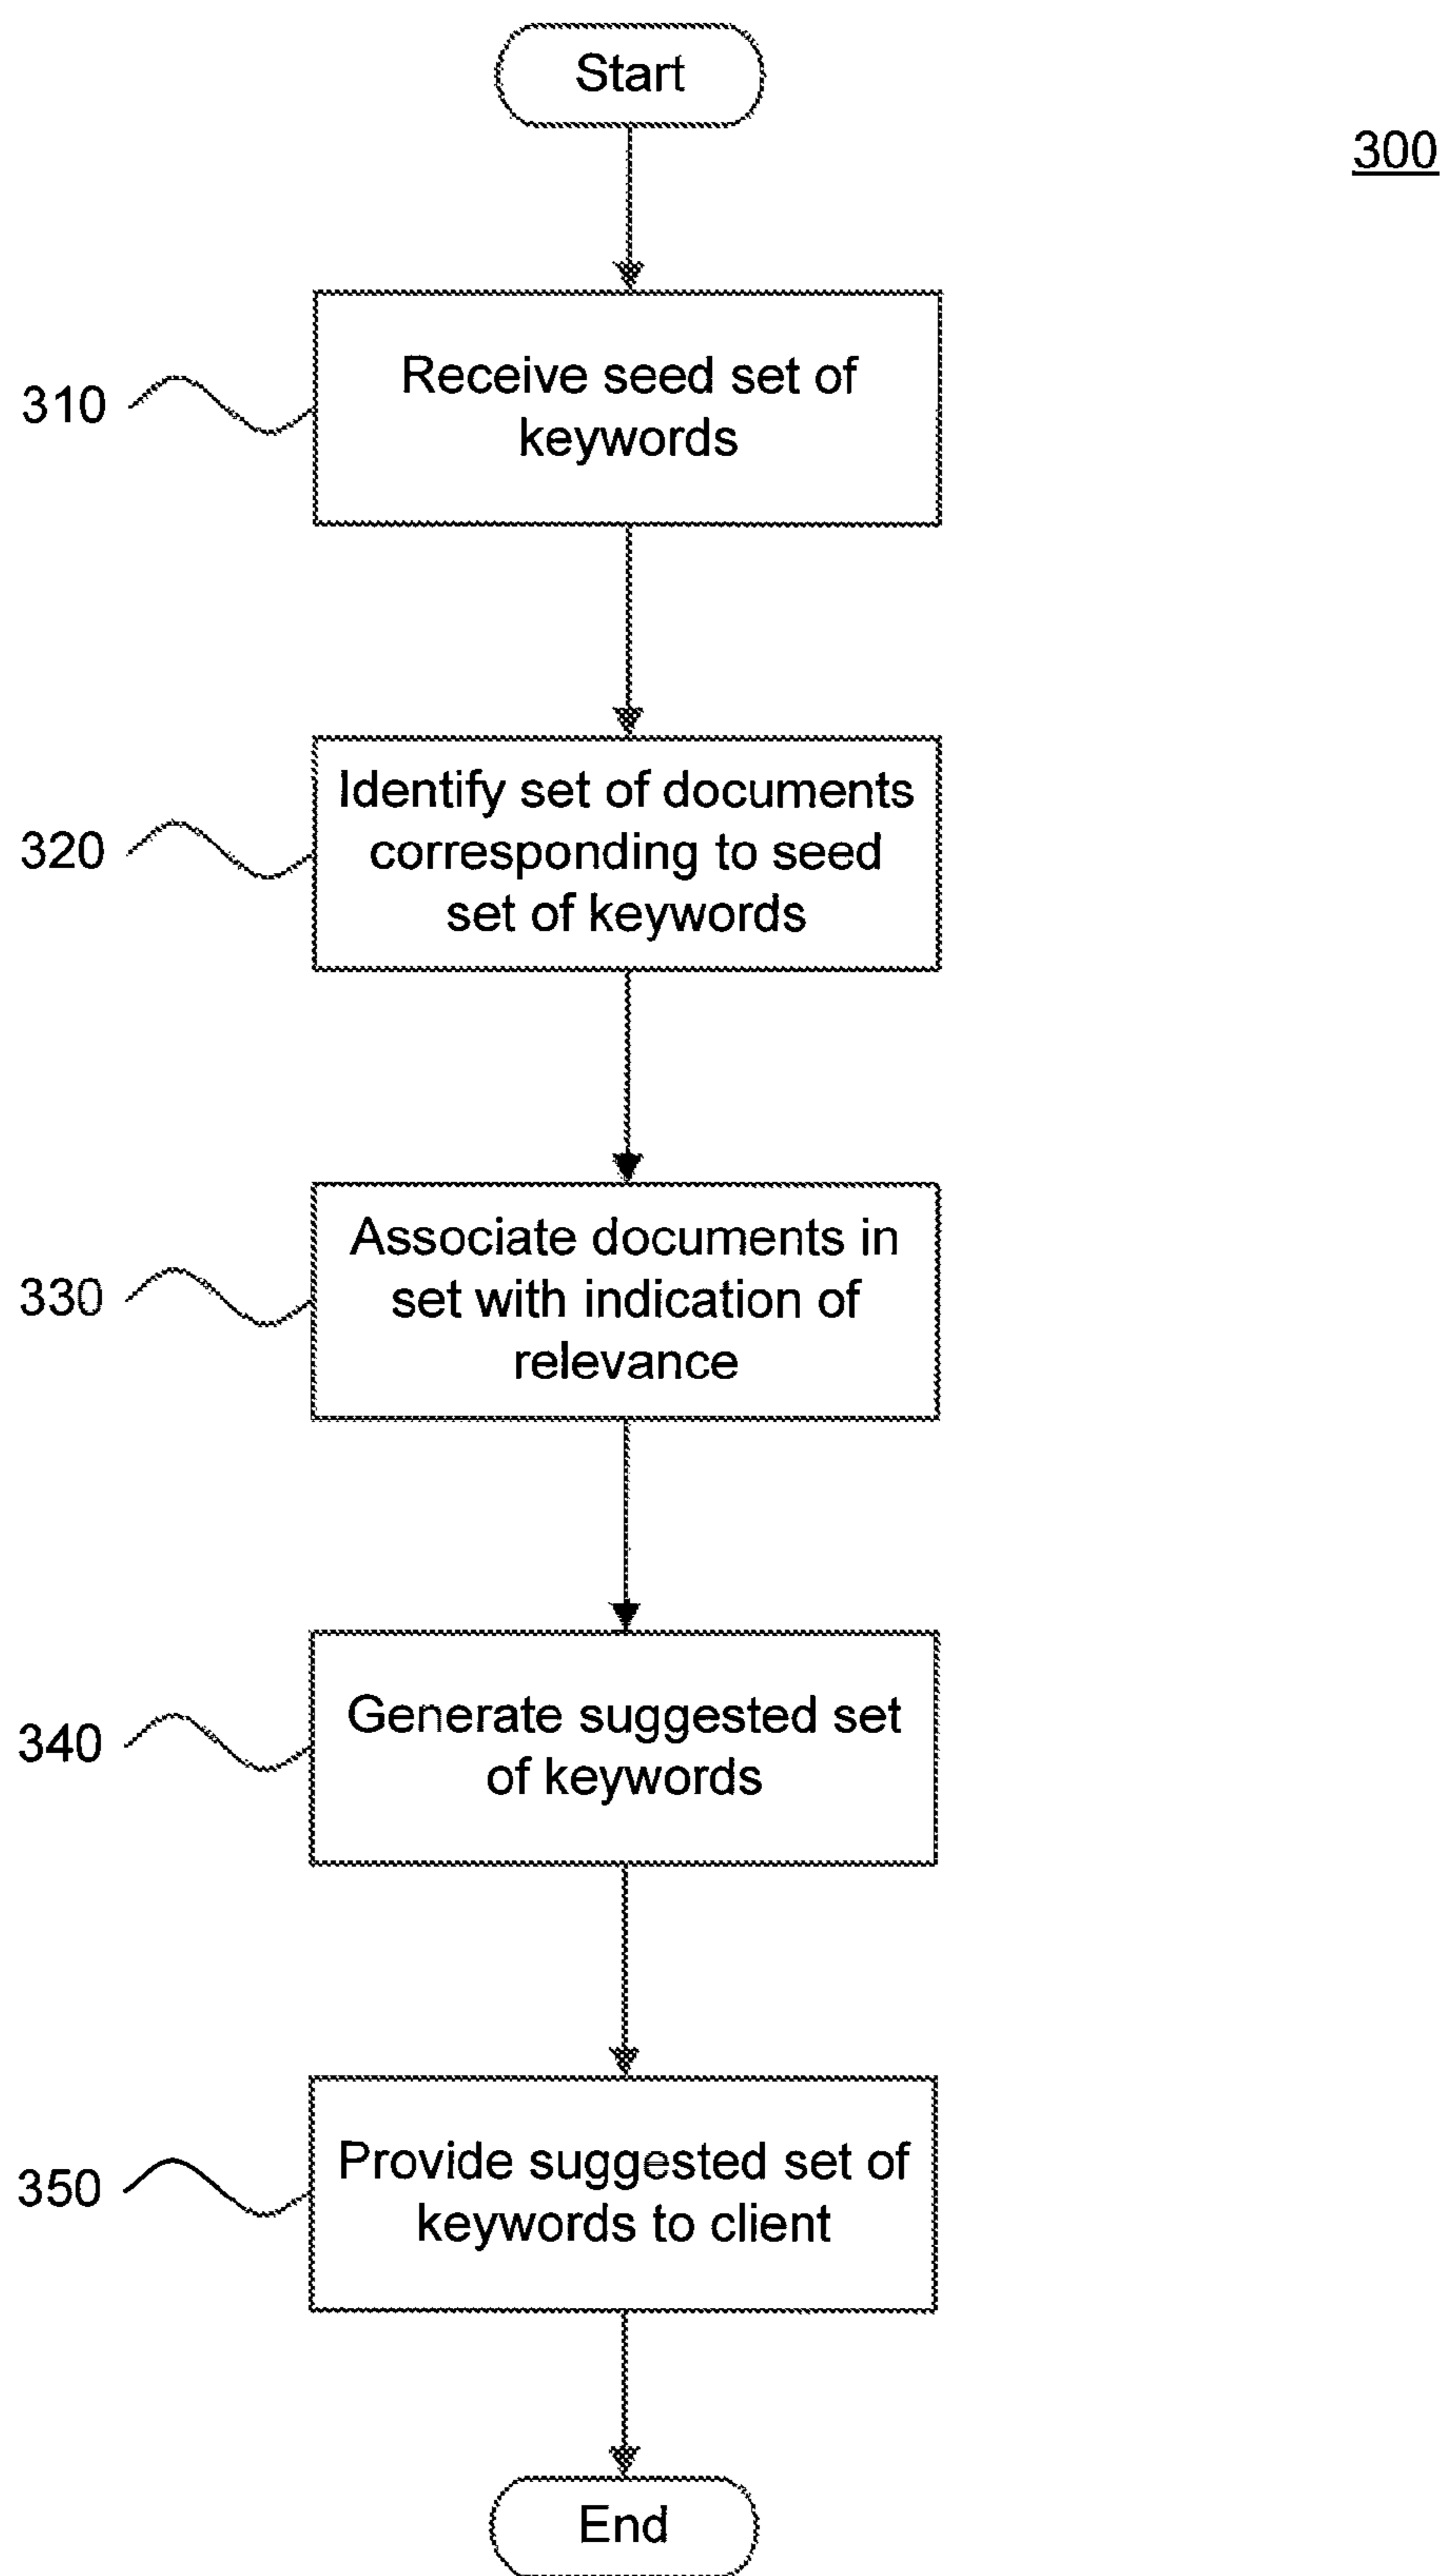 Start
300
310
Receive seed set of
keywords
320
Identify set of documents
corresponding to seed
set of keywords
330
Associate documents in
set with indication of
relevance
340
Generate suggested set
of keywords
350
Provide suggested set of
keywords to client
End